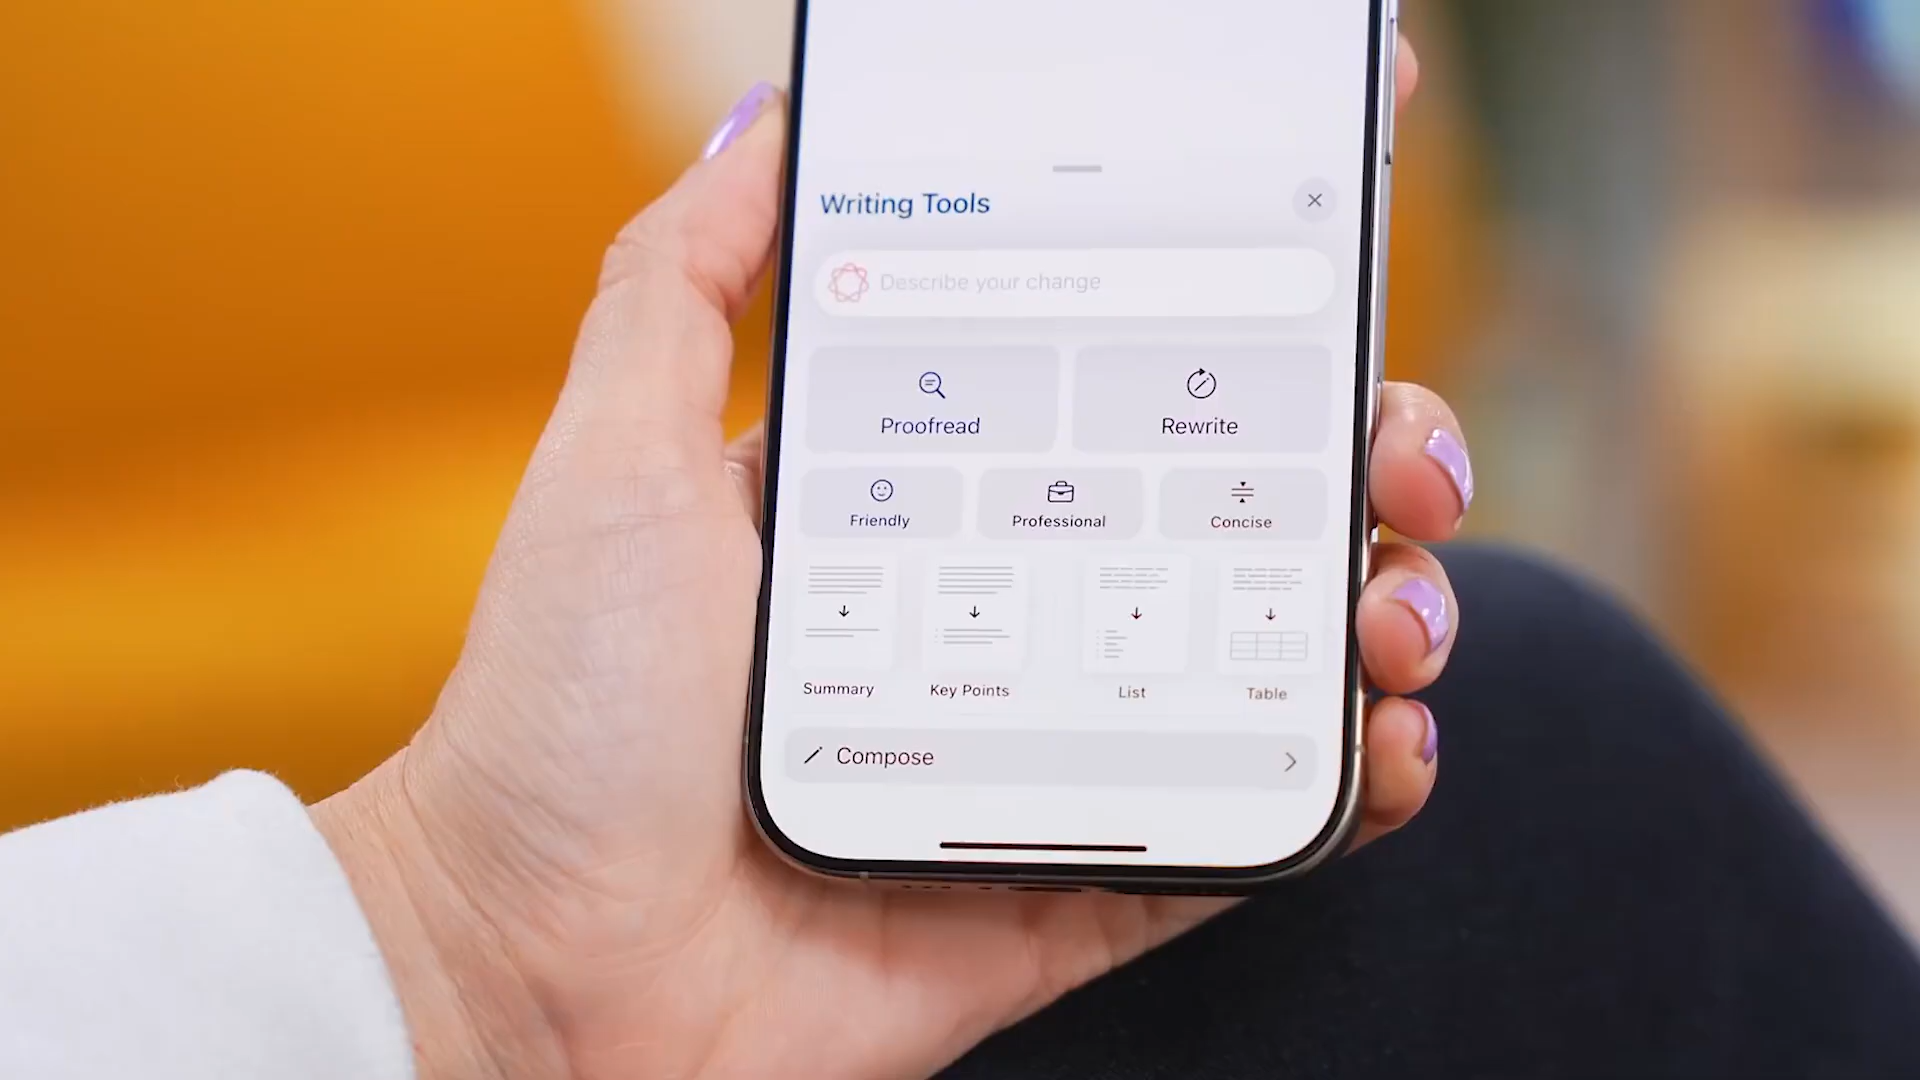 Writing Tools
Describe your change
Proofread
Rewrite
Friendly
Professional
Concise
Summary
Key Points
List
Table
Compose